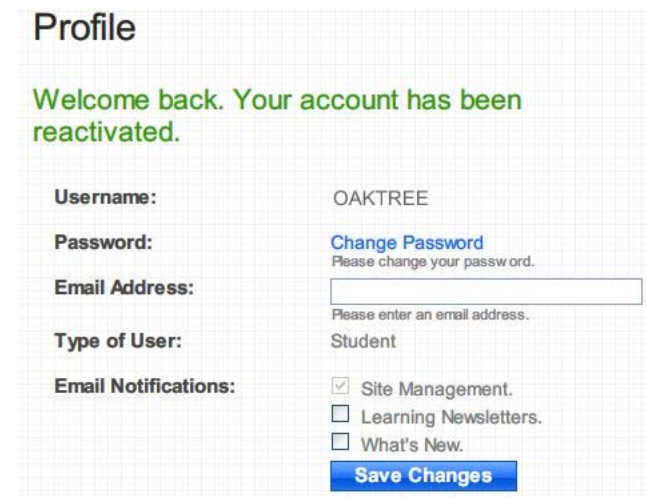 Profile
Welcome back. Your account has been
reactivated.
Username: OAKTREE
Password: Change Password
Please change your password.
Email Address:
Please enter an email address.
Type of User: Student
Email Notifications: Site Management.
Learning Newsletters.
What's New.
Save Changes